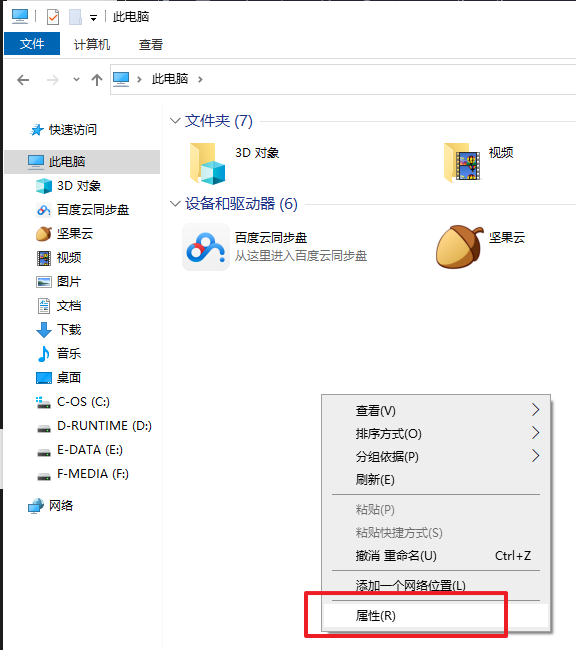 此电脑
文件 计算机 查看
此电脑
快速访问
此电脑
3D 对象
百度云同步盘
坚果云
视频
图片
文档
下载
音乐
桌面
C-OS (C:)
D-RUNTIME (D:)
E-DATA (E:)
F-MEDIA (F:)
网络
文件夹 (7)
3D 对象
视频
设备和驱动器 (6)
百度云同步盘
从这里进入百度云同步盘
坚果云
查看(V)
排序方式(O)
分组依据(P)
刷新(E)
粘贴(P)
粘贴快捷方式(S)
撤消 重命名(U) Ctrl+Z
添加一个网络位置(L)
属性(R)